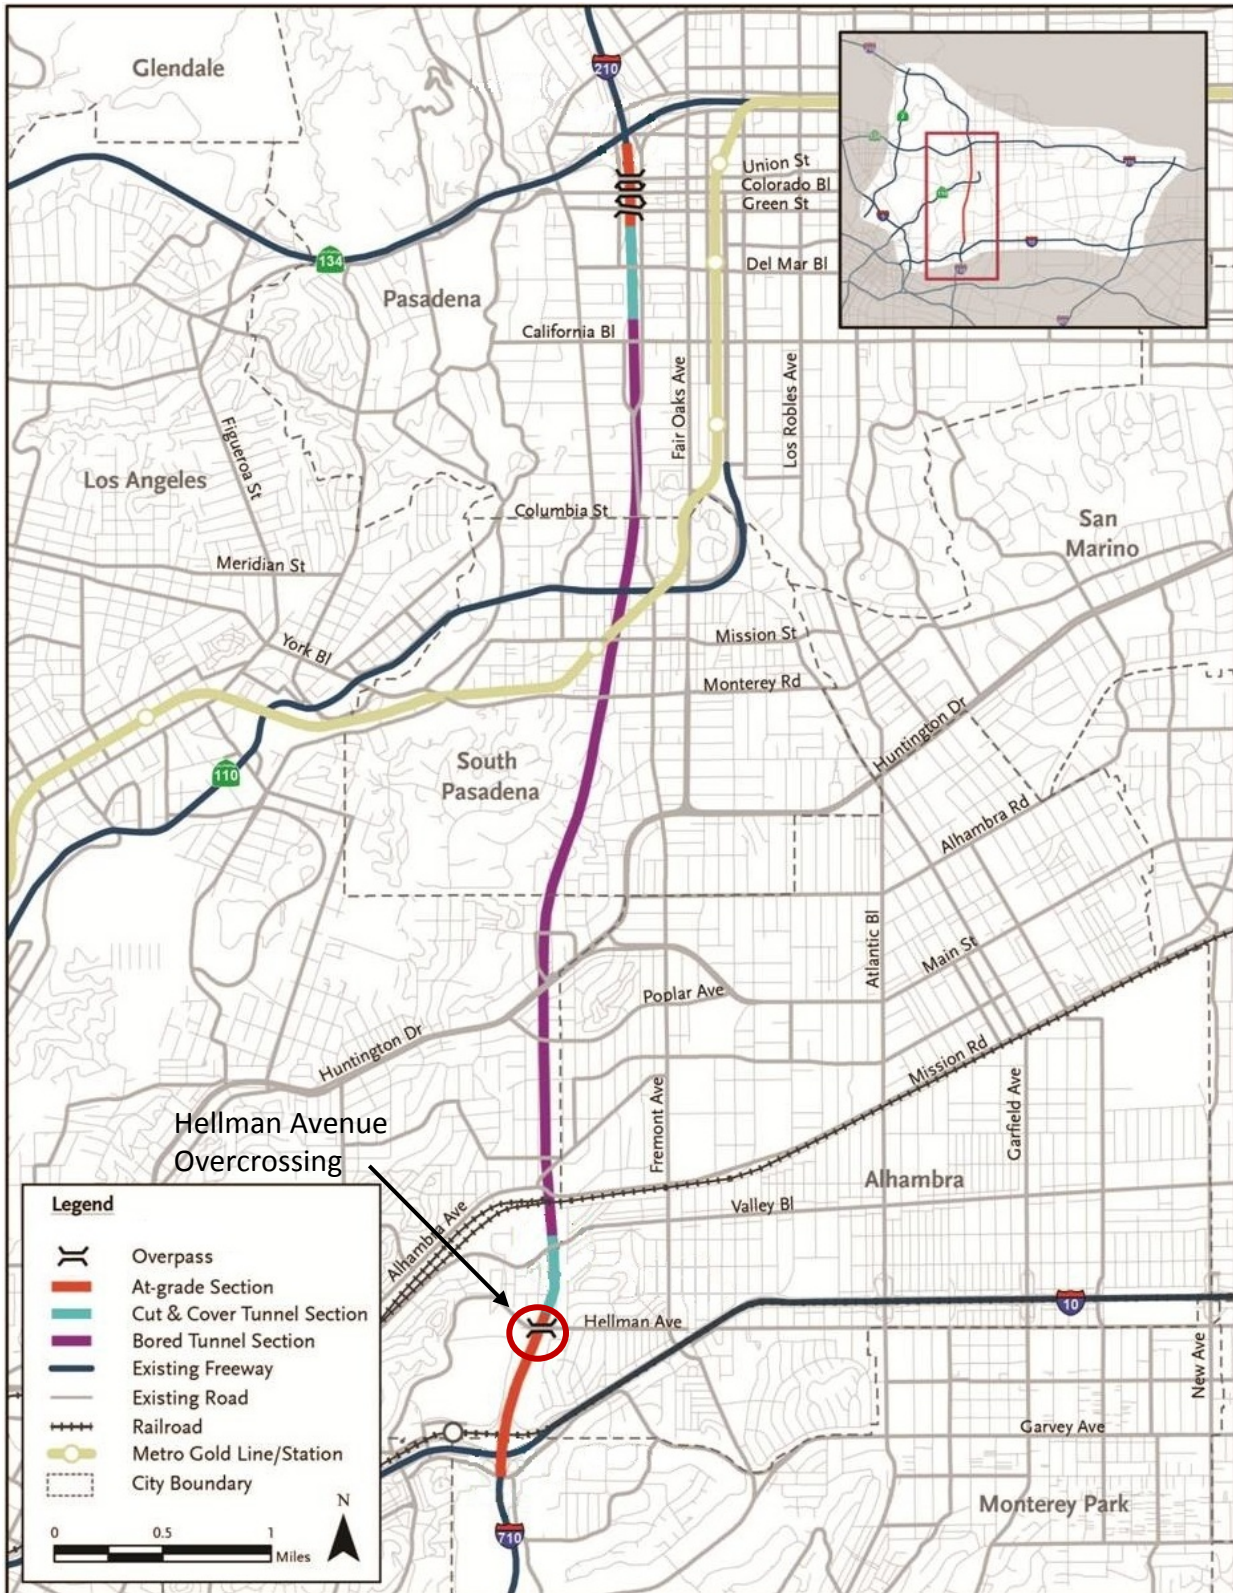 Glendale
210
Union St
Colorado Bl
Green St
134
Del Mar Bl
Pasadena
California Bl
Fair Oaks Ave
Los Robles Ave
Figueroa St
Los Angeles
Columbia St
San
Marino
Meridian St
York Bl
Mission St
Monterey Rd
Huntington Dr
South
Pasadena
110
Alhambra Rd
Atlantic Bl
Main St
Poplar Ave
Huntington Dr
Mission Rd
Fremont Ave
Garfield Ave
Hellman Avenue
Overcrossing
Alhambra
Valley Bl
Alhambra Ave
10
Hellman Ave
New Ave
Garvey Ave
Monterey Park
710
Legend
Overpass
At-grade Section
Cut & Cover Tunnel Section
Bored Tunnel Section
Existing Freeway
Existing Road
Railroad
Metro Gold Line/Station
City Boundary
N
0 0.5 1
Miles